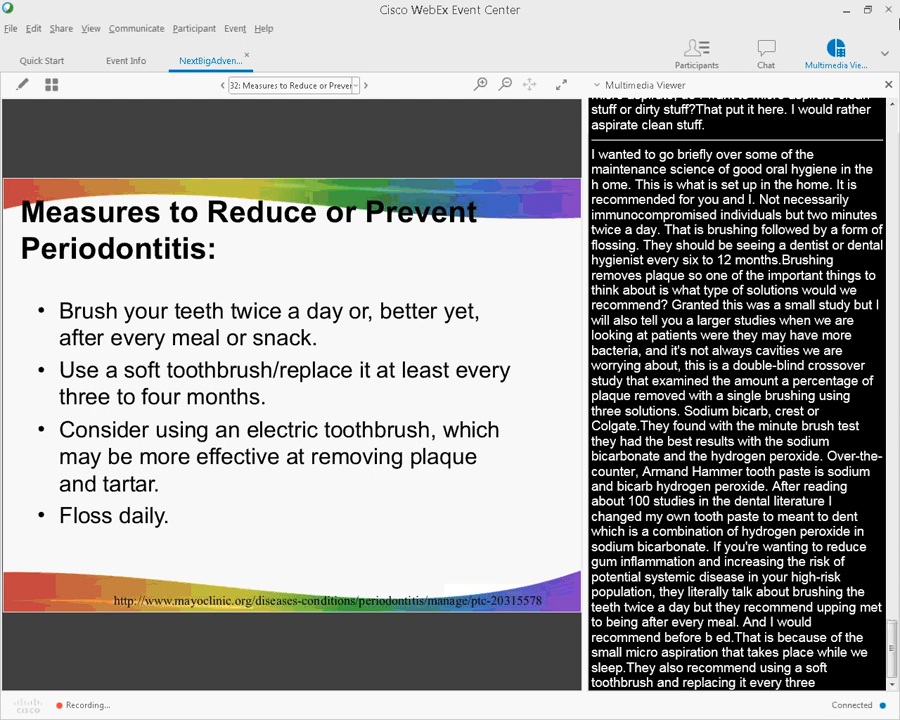 Cisco WebEx Event Center
File Edit Share View Communicate Participant Event Help
Quick Start
Event Info
NextBigAdven...
Participants
Chat
Multimedia Vie...
32: Measures to Reduce or Preven
Multimedia Viewer
Measures to Reduce or Prevent
Periodontitis:
• Brush your teeth twice a day or, better yet,
after every meal or snack.
• Use a soft toothbrush/replace it at least every
three to four months.
• Consider using an electric toothbrush, which
may be more effective at removing plaque
and tartar.
• Floss daily.
http://www.mayoclinic.org/diseases-conditions/periodontitis/manage/ptc-20315578
stuff or dirty stuff?That put it here. I would rather
aspirate clean stuff.
I wanted to go briefly over some of the
maintenance science of good oral hygiene in the
h ome. This is what is set up in the home. It is
recommended for you and I. Not necessarily
immunocompromised individuals but two minutes
twice a day. That is brushing followed by a form of
flossing. They should be seeing a dentist or dental
hygienist every six to 12 months.Brushing
removes plaque so one of the important things to
think about is what type of solutions would we
recommend? Granted this was a small study but I
will also tell you a larger studies when we are
looking at patients were they may have more
bacteria, and it's not always cavities we are
worrying about, this is a double-blind crossover
study that examined the amount a percentage of
plaque removed with a single brushing using
three solutions. Sodium bicarb, crest or
Colgate.They found with the minute brush test
they had the best results with the sodium
bicarbonate and the hydrogen peroxide. Over-the-
counter, Armand Hammer tooth paste is sodium
and bicarb hydrogen peroxide. After reading
about 100 studies in the dental literature I
changed my own tooth paste to meant to dent
which is a combination of hydrogen peroxide in
sodium bicarbonate. If you're wanting to reduce
gum inflammation and increasing the risk of
potential systemic disease in your high-risk
population, they literally talk about brushing the
teeth twice a day but they recommend upping met
to being after every meal. And I would
recommend before b ed.That is because of the
small micro aspiration that takes place while we
sleep.They also recommend using a soft
toothbrush and replacing it every three
cisco
Recording...
Connected